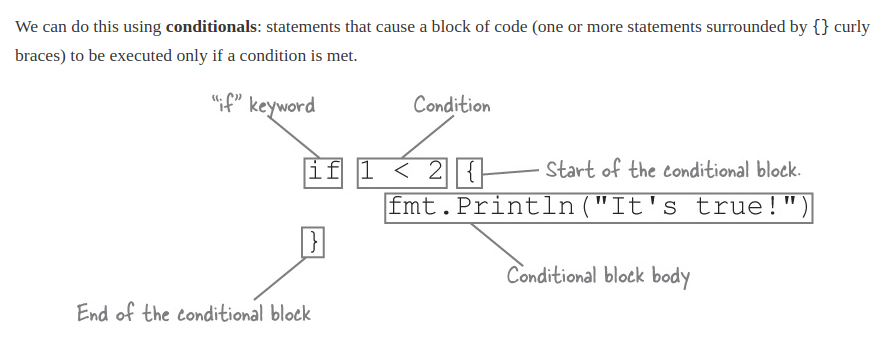 We can do this using conditionals: statements that cause a block of code (one or more statements surrounded by {} curly
braces) to be executed only if a condition is met.
"if" keyword
Condition
if 1 < 2 {
Start of the conditional block.
fmt.Println("It's true!")
}
Conditional block body
End of the conditional block